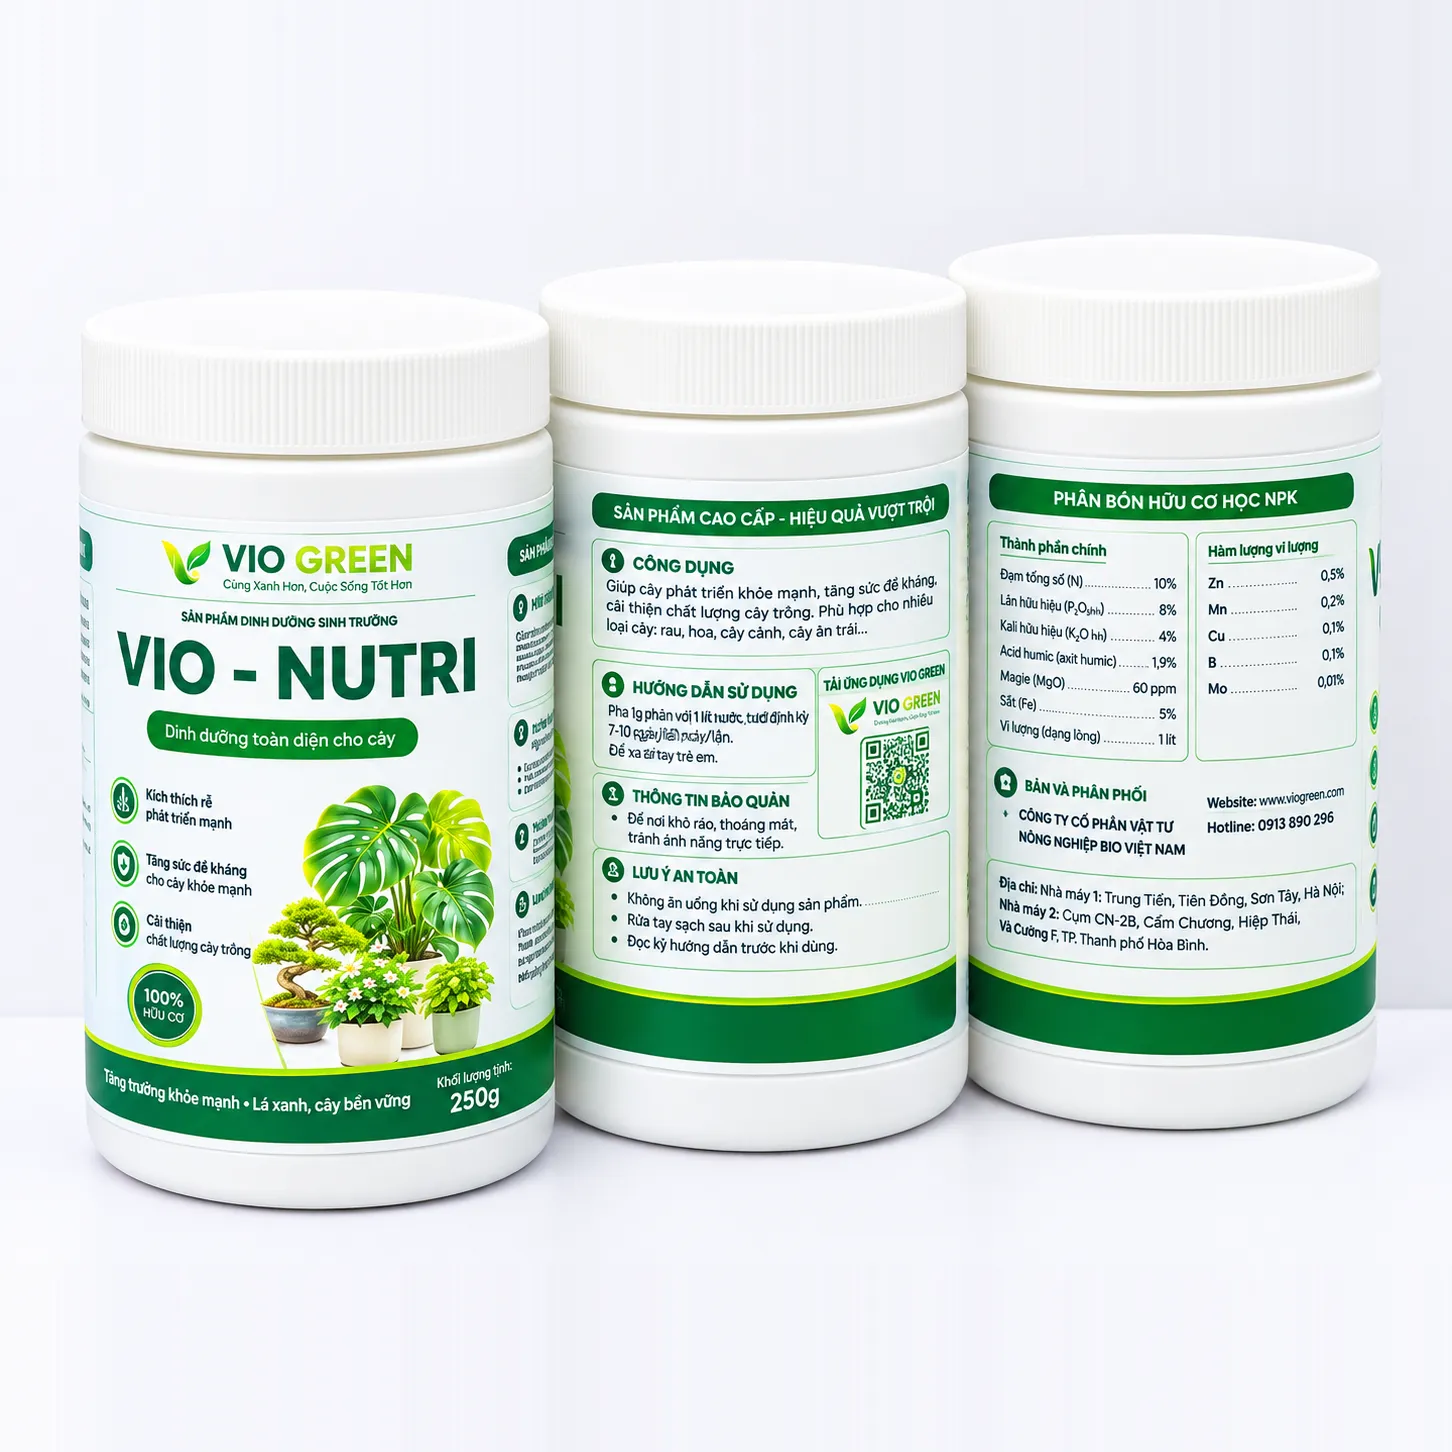 VIO GREEN
Cùng Xanh Hơn, Cuộc Sống Tốt Hơn
SẢN PHẨM DINH DƯỠNG SINH TRƯỞNG
VIO - NUTRI
Dinh dưỡng toàn diện cho cây
Kích thích rễ
phát triển mạnh
Tăng sức đề kháng
cho cây khỏe mạnh
Cải thiện
chất lượng cây trồng
100%
HỮU CƠ
Tăng trưởng khỏe mạnh • Lá xanh, cây bền vững
Khối lượng tịnh:
250g
SẢN PHẨM CAO CẤP - HIỆU QUẢ VƯỢT TRỘI
CÔNG DỤNG
Giúp cây phát triển khỏe mạnh, tăng sức đề kháng,
cải thiện chất lượng cây trồng. Phù hợp cho nhiều
loại cây: rau, hoa, cây cảnh, cây ăn trái...
HƯỚNG DẪN SỬ DỤNG
Pha 1g phân với 1 lít nước, tưới định kỳ
7-10
Để xa tay trẻ em.
TẢI ỨNG DỤNG VIO GREEN
VIO GREEN
THÔNG TIN BẢO QUẢN
• Để nơi khô ráo, thoáng mát,
tránh ánh nắng trực tiếp.
LƯU Ý AN TOÀN
• Không ăn uống khi sử dụng sản phẩm.
• Rửa tay sạch sau khi sử dụng.
• Đọc kỹ hướng dẫn trước khi dùng.
PHÂN BÓN HỮU CƠ HỌC NPK
Thành phần chính
Đạm tổng số (N) 10%
Lân hữu hiệu (P₂O₅hh) 8%
Kali hữu hiệu (K₂O hh) 4%
Acid humic (axit humic) 1,9%
Magie (MgO) 60 ppm
Sắt (Fe) 5%
Vi lượng (dạng lỏng) 1 lít
Hàm lượng vi lượng
Zn 0,5%
Mn 0,2%
Cu 0,1%
B 0,1%
Mo 0,01%
BÁN VÀ PHÂN PHỐI
CÔNG TY CỔ PHẦN VẬT TƯ
NÔNG NGHIỆP BIO VIỆT NAM
Website: www.viogreen.com
Hotline: 0913 890 296
Địa chỉ: Nhà máy 1: Trung Tiến, Tiên Đồng, Sơn Tây, Hà Nội;
Nhà máy 2: Cụm CN-2B, Cẩm Chương, Hiệp Thái,
Và Cường F, TP. Thanh phố Hòa Bình.